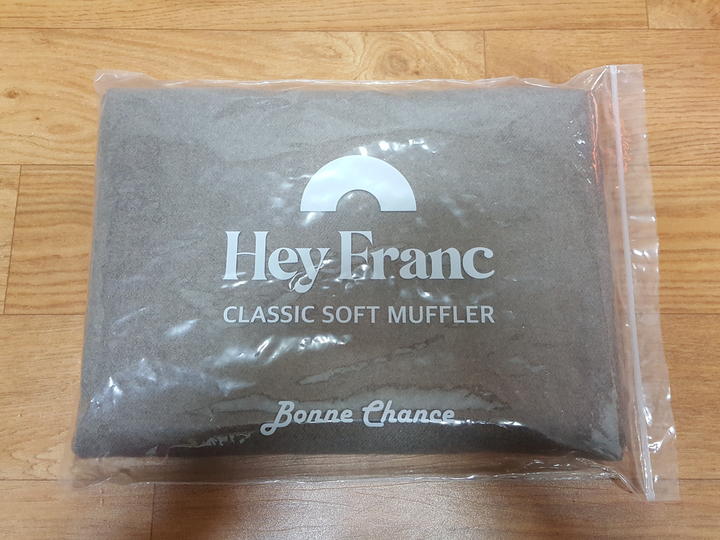 Hey Franc
CLASSIC SOFT MUFFLER
Bonne Chance